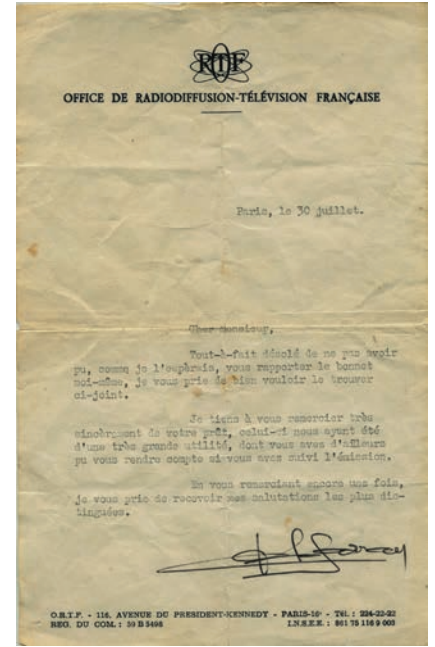 RTF
OFFICE DE RADIODIFFUSION-TÉLÉVISION FRANÇAISE
Paris, le 30 juillet.
Cher monsieur,
Tout-à-fait désolé de ne pas avoir
pu, comme je l'espérais, vous rapporter le bonnet
moi-même, je vous prie de bien vouloir le trouver
ci-joint.
Je tiens à vous remercier très
sincèrement de votre prêt, celui-ci nous ayant été
d'une très grande utilité, dont vous avez d'ailleurs
pu vous rendre compte si vous avez suivi l'émission.
En vous remerciant encore une fois,
je vous prie de recevoir mes salutations les plus dis-
tinguées.
O.R.T.F. - 116, AVENUE DU PRESIDENT-KENNEDY - PARIS-16e - Tél. : 224-22-22
REG. DU COM. : 59 B 3498 I.N.S.E.E. : 861 75 116 9 003